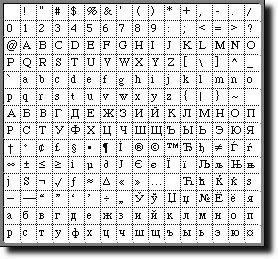 ! " # $ % & ' ( ) * + , - . /
0 1 2 3 4 5 6 7 8 9 : ; < = > ?
@ A B C D E F G H I J K L M N O
P Q R S T U V W X Y Z [ \ ] ^ _
` a b c d e f g h i j k l m n o
p q r s t u v w x y z { | } ~
А Б В Г Д Е Ж З И Й К Л М Н О П
Р С Т У Ф Х Ц Ч Ш Щ Ъ Ы Ь Э Ю Я
† ° ¢ £ § • ¶ І ® © ™ Ђ ђ ≠ Ѓ ѓ
∞ ± ≤ ≥ і µ ∂ Ј Є є Ї ї Љ љ Њ њ
ј Ѕ ¬ √ ƒ ≈ ∆ « » … Ћ ћ Ќ ќ ѕ
– — “ ” ‘ ’ ÷ „ Ў ў Џ џ № Ё ё я
а б в г д е ж з и й к л м н о п
р с т у ф х ц ч ш щ ъ ы ь э ю ¤